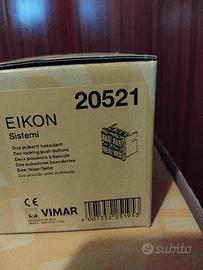 EIKON
20521
Sistemi
Due pulsanti basculanti
Two rocking push buttons
Deux poussoirs à bascule
Dos pulsadores basculantes
Zwei Wipp-Taster
CE
VIMAR
subito